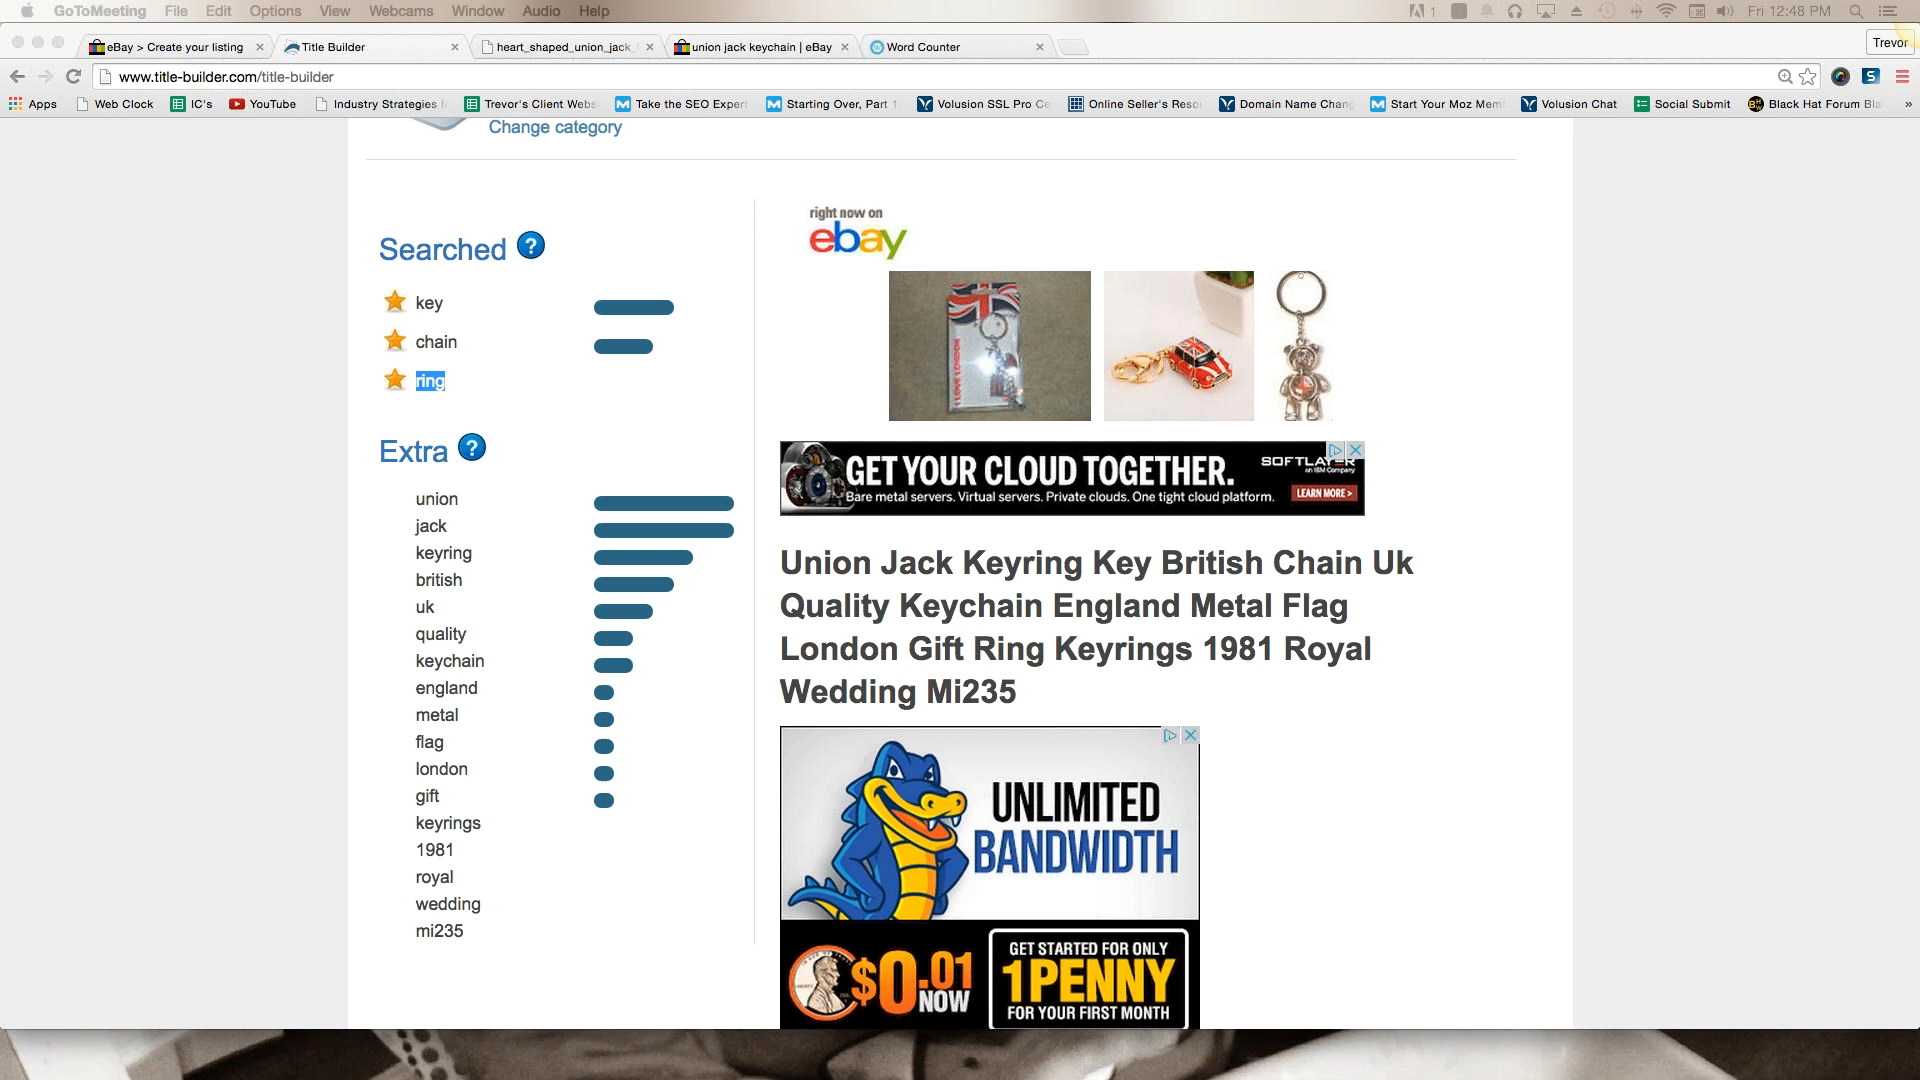 GoToMeeting File Edit Options View Webcams Window Audio Help
1 Fri 12:48 PM
eBay > Create your listing
Title Builder
heart_shaped_union_jack_
union jack keychain | eBay
Word Counter
Trevor
www.title-builder.com/title-builder
Apps Web Clock IC's YouTube Industry Strategies Trevor's Client Webs Take the SEO Expert Starting Over, Part 1 Volusion SSL Pro Ce Online Seller's Reso Domain Name Chang Start Your Moz Mem Volusion Chat Social Submit Black Hat Forum Bla »
Change category
Searched ?
key
chain
ring
Extra ?
union
jack
keyring
british
uk
quality
keychain
england
metal
flag
london
gift
keyrings
1981
royal
wedding
mi235
right now on
ebay
I LOVE LONDON
GET YOUR CLOUD TOGETHER.
Bare metal servers. Virtual servers. Private clouds. One tight cloud platform.
SOFTLAYER
an IBM Company
LEARN MORE >
Union Jack Keyring Key British Chain Uk
Quality Keychain England Metal Flag
London Gift Ring Keyrings 1981 Royal
Wedding Mi235
UNLIMITED
BANDWIDTH
$0.01
NOW
GET STARTED FOR ONLY
1 PENNY
FOR YOUR FIRST MONTH